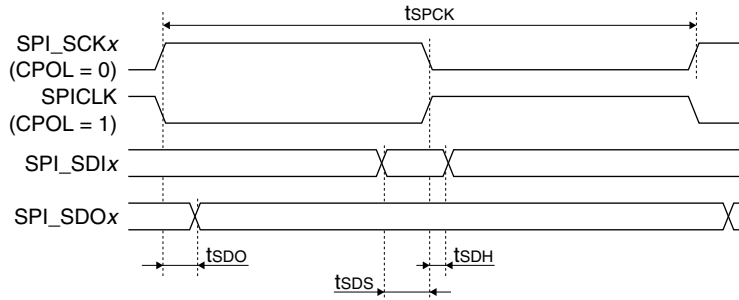 tSPCK
SPI_SCKx
(CPOL = 0)
SPICLK
(CPOL = 1)
SPI_SDIx
SPI_SDOx
tSDO
tSDH
tSDS